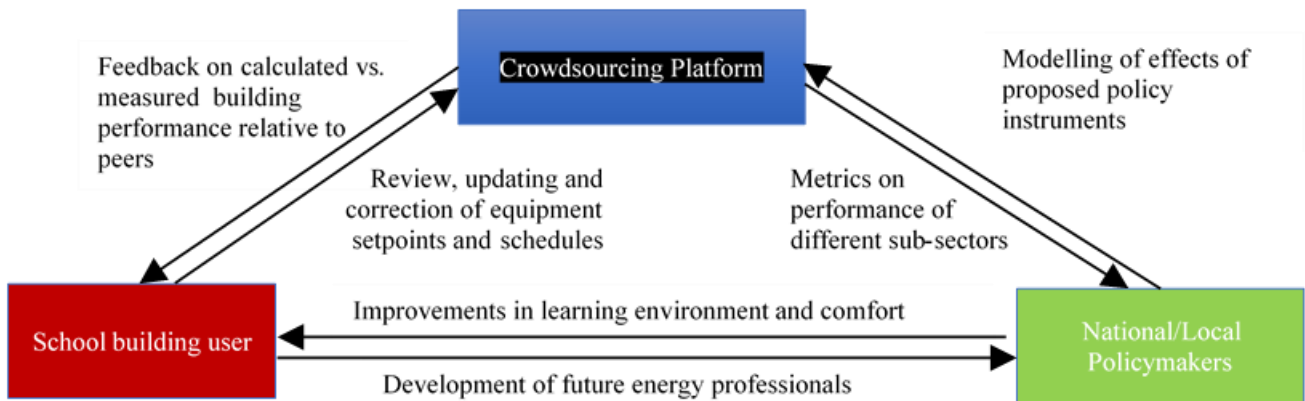 Crowdsourcing Platform
Feedback on calculated vs.
measured building
performance relative to
peers
Modelling of effects of
proposed policy
instruments
Review, updating and
correction of equipment
setpoints and schedules
Metrics on
performance of
different sub-sectors
School building user
Improvements in learning environment and comfort
Development of future energy professionals
National/Local
Policymakers